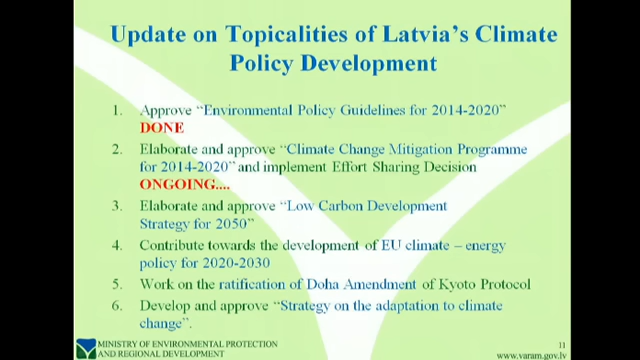 Update on Topicalities of Latvia's Climate
Policy Development
1. Approve "Environmental Policy Guidelines for 2014-2020"
DONE
2. Elaborate and approve "Climate Change Mitigation Programme
for 2014-2020" and implement Effort Sharing Decision
ONGOING....
3. Elaborate and approve "Low Carbon Development
Strategy for 2050"
4. Contribute towards the development of EU climate – energy
policy for 2020-2030
5. Work on the ratification of Doha Amendment of Kyoto Protocol
6. Develop and approve "Strategy on the adaptation to climate
change".
MINISTRY OF ENVIRONMENTAL PROTECTION
AND REGIONAL DEVELOPMENT
11
www.varam.gov.lv